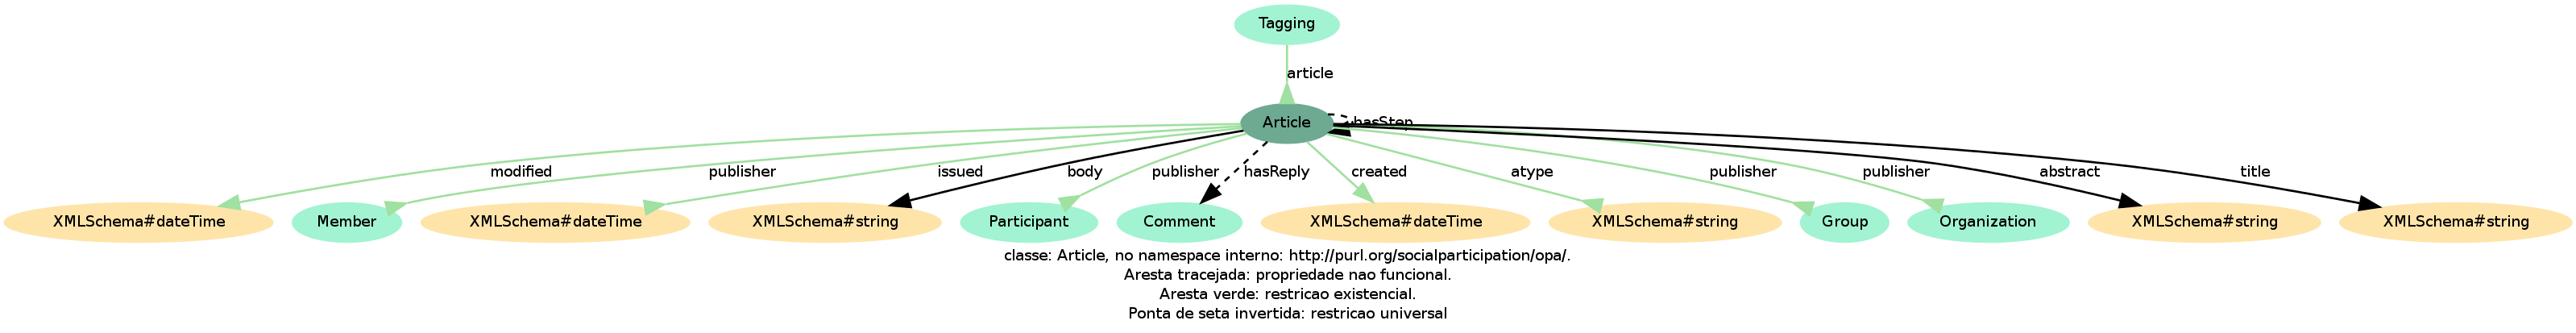 Tagging
article
Article
hasStep
modified
publisher
issued
body
publisher
hasReply
created
atype
publisher
publisher
abstract
title
XMLSchema#dateTime
Member
XMLSchema#dateTime
XMLSchema#string
Participant
Comment
XMLSchema#dateTime
XMLSchema#string
Group
Organization
XMLSchema#string
XMLSchema#string
classe: Article, no namespace interno: http://purl.org/socialparticipation/opa/.
Aresta tracejada: propriedade nao funcional.
Aresta verde: restricao existencial.
Ponta de seta invertida: restricao universal